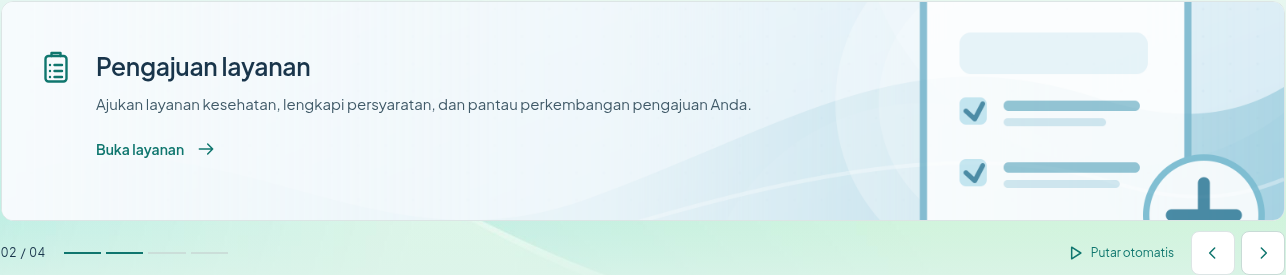 Pengajuan layanan
Ajukan layanan kesehatan, lengkapi persyaratan, dan pantau perkembangan pengajuan Anda.
Buka layanan
02 / 04
Putar otomatis